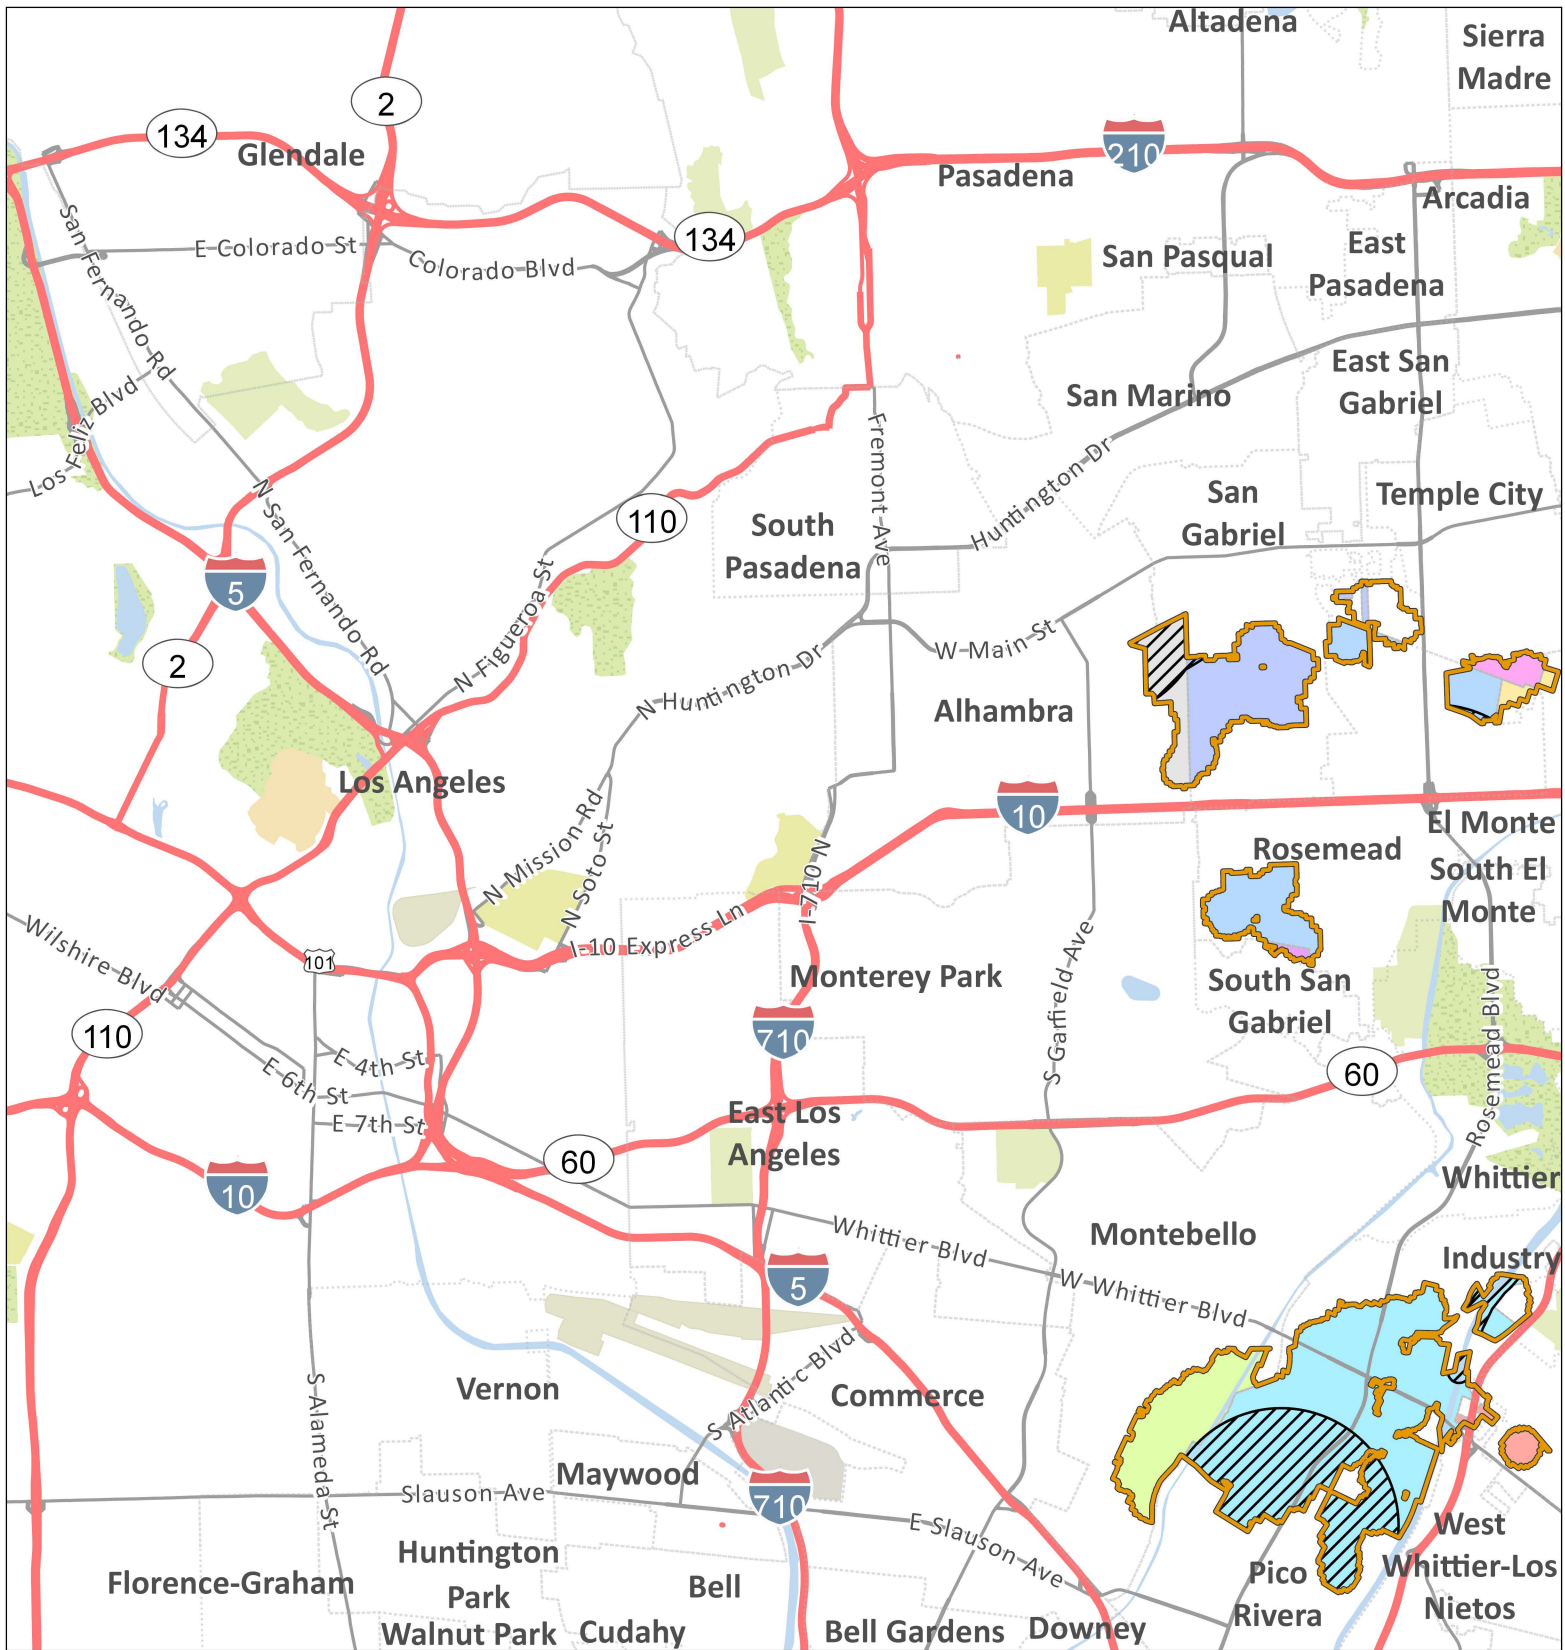 Altadena
Sierra
Madre
2
134
Glendale
210
Pasadena
Arcadia
134
San Fernando Rd
E Colorado St
Colorado Blvd
San Pasqual
East
Pasadena
East San
Gabriel
San Marino
Los Feliz Blvd
Fremont Ave
Huntington Dr
San
Gabriel
Temple City
N San Fernando Rd
110
South
Pasadena
5
2
N Figueroa St
W Main St
N Huntington Dr
Alhambra
Los Angeles
10
El Monte
Rosemead
South El
Monte
N Mission Rd
N Soto St
I-710 N
I-10 Express Ln
Wilshire Blvd
101
Monterey Park
S Garfield Ave
South San
Gabriel
Rosemead Blvd
110
710
E 4th St
E 6th St
E 7th St
60
East Los
Angeles
60
10
Whittier
Whittier Blvd
Montebello
Industry
5
W Whittier Blvd
S Atlantic Blvd
Vernon
Commerce
S Alameda St
Maywood
Slauson Ave
710
E Slauson Ave
West
Whittier-Los
Nietos
Huntington
Park
Florence-Graham
Bell
Pico
Rivera
Walnut Park
Cudahy
Bell Gardens
Downey